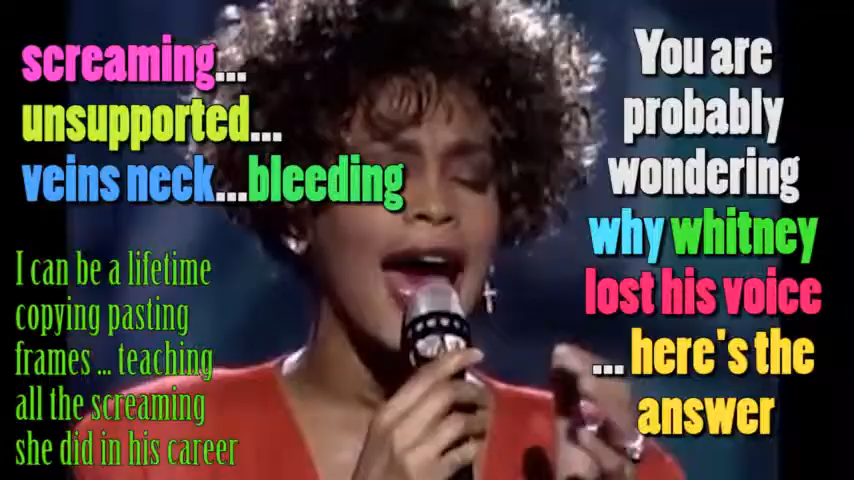 screaming...
unsupported...
veins neck...bleeding
I can be a lifetime
copying pasting
frames ... teaching
all the screaming
she did in his career
You are
probably
wondering
why whitney
lost his voice
... here's the
answer